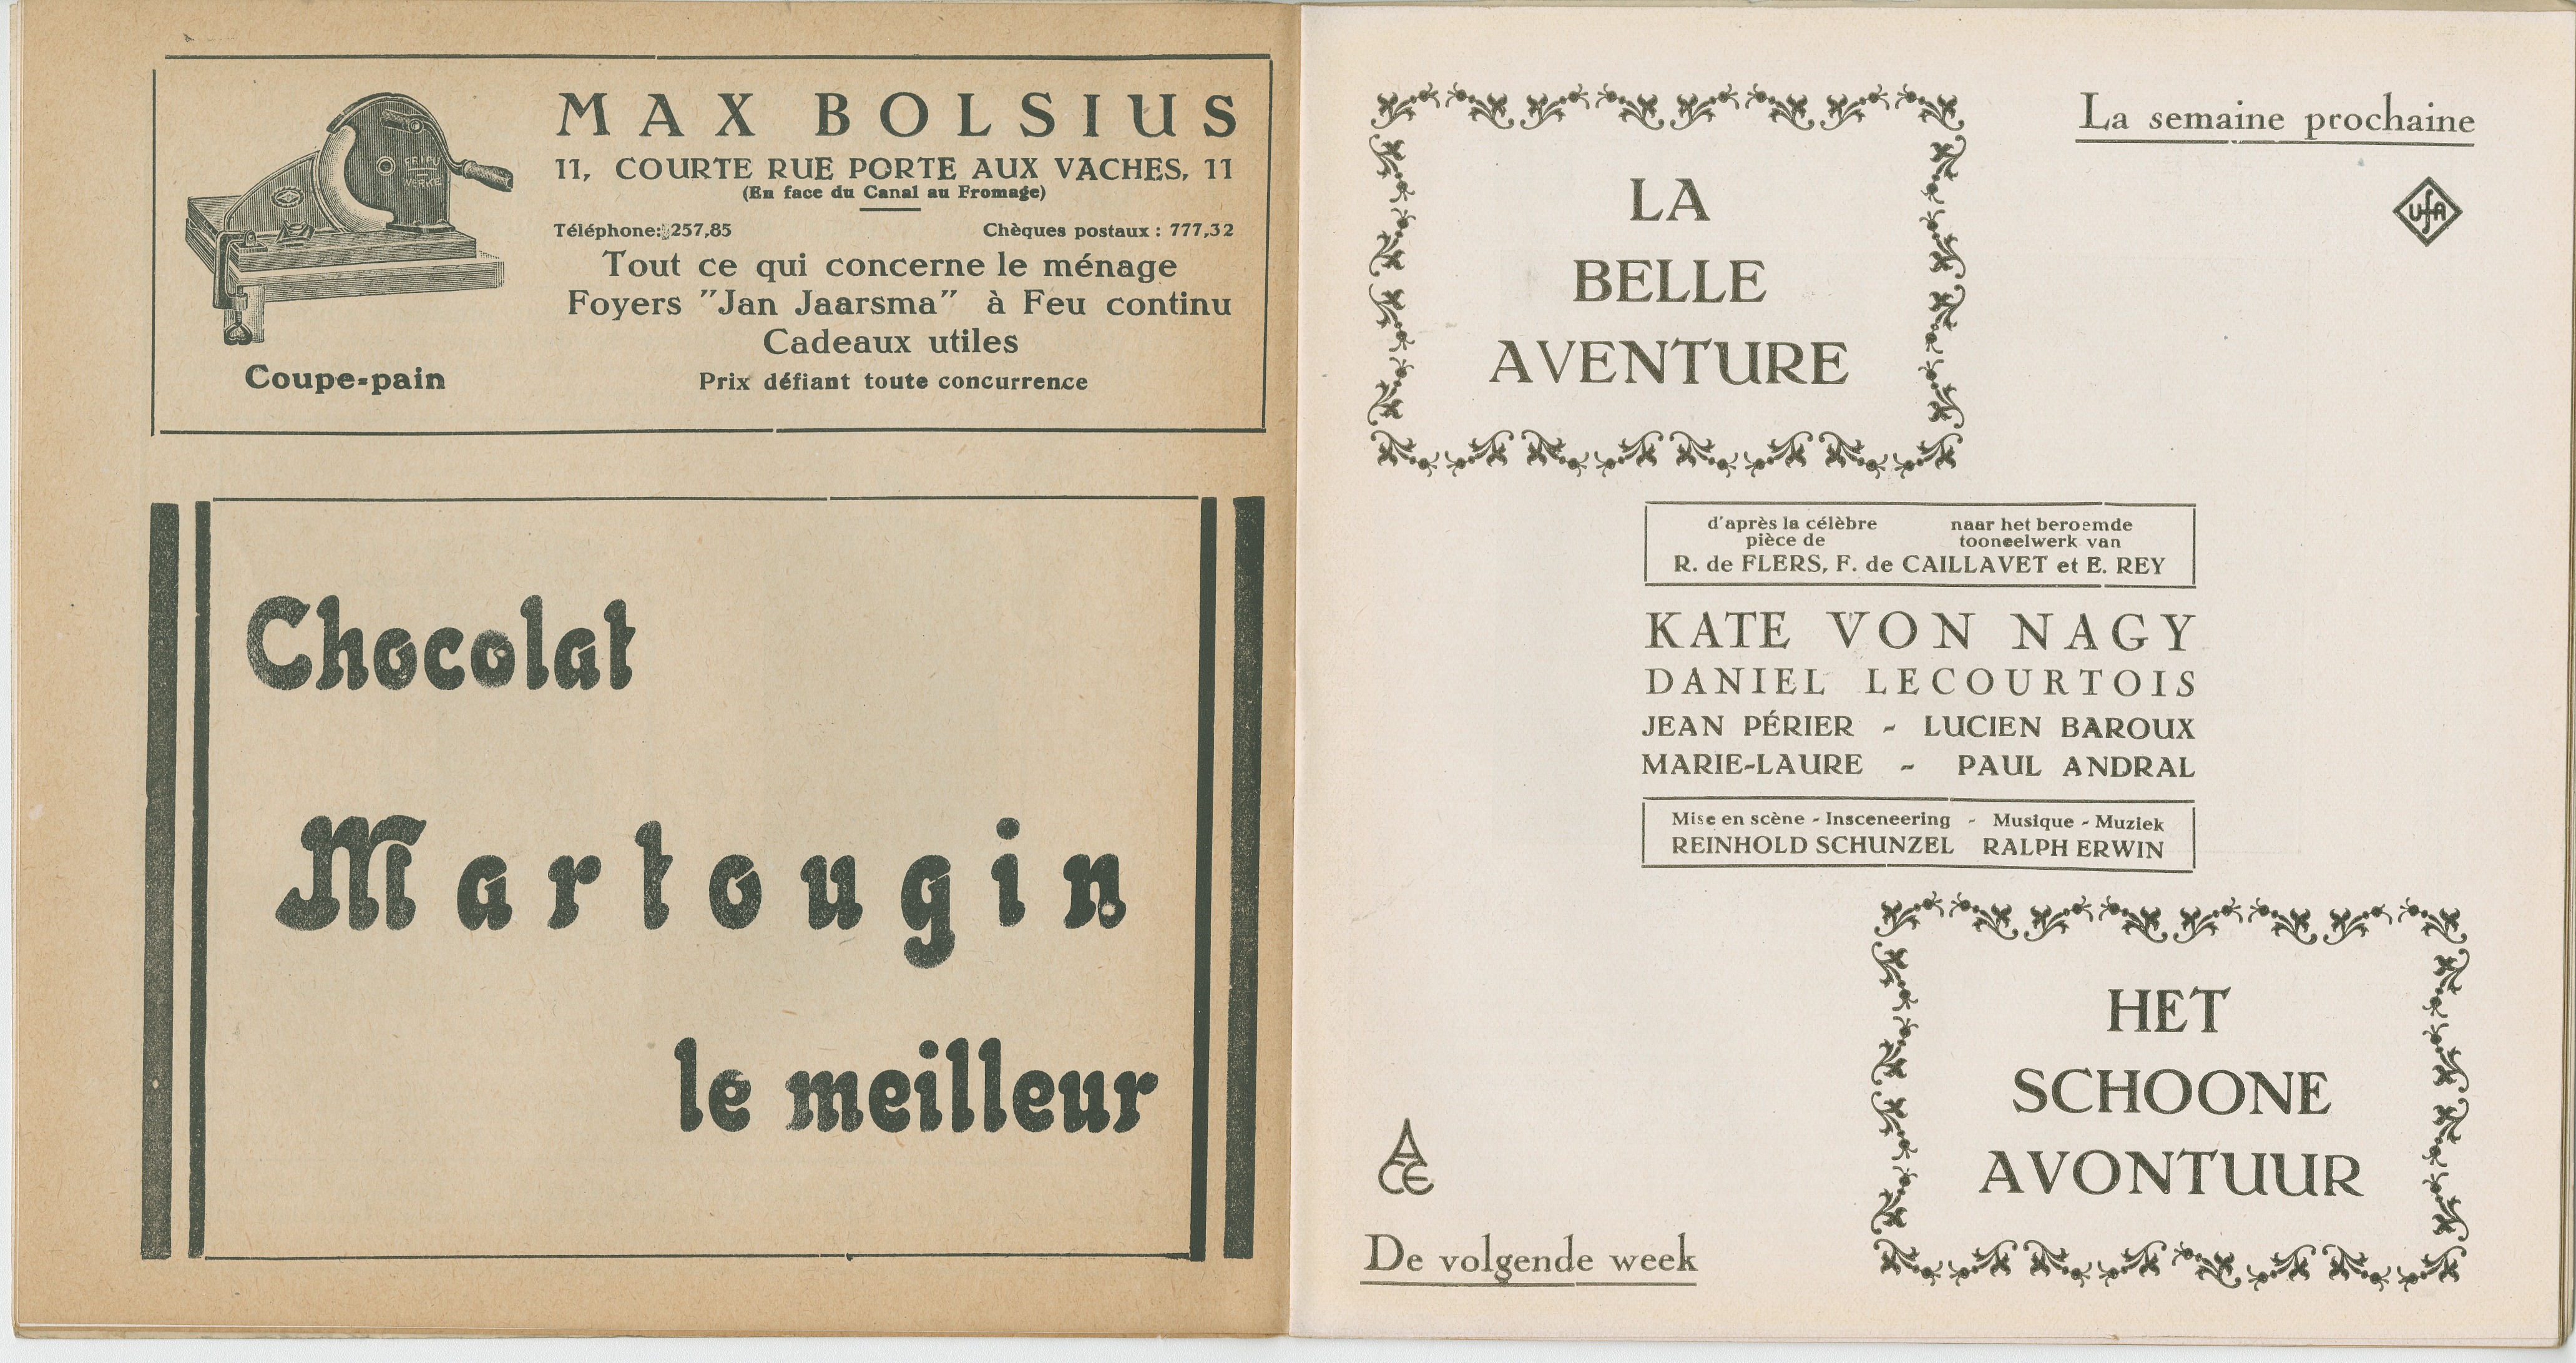 MAX BOLSIUS
11, COURTE RUE PORTE AUX VACHES, 11
(En face du Canal au Fromage)
Téléphone: 257,85 Chèques postaux : 777,32
Tout ce qui concerne le ménage
Foyers "Jan Jaarsma" à Feu continu
Cadeaux utiles
Prix défiant toute concurrence
FRIPU
WERKE
Coupe-pain
Chocolat
Martougin
le meilleur
La semaine prochaine
UFA
LA
BELLE
AVENTURE
d'après la célèbre
pièce de
naar het beroemde
tooneelwerk van
R. de FLERS, F. de CAILLAVET et E. REY
KATE VON NAGY
DANIEL LECOURTOIS
JEAN PÉRIER - LUCIEN BAROUX
MARIE-LAURE - PAUL ANDRAL
Mise en scène - Insceneering - Musique - Muziek
REINHOLD SCHUNZEL RALPH ERWIN
HET
SCHOONE
AVONTUUR
ACE
De volgende week